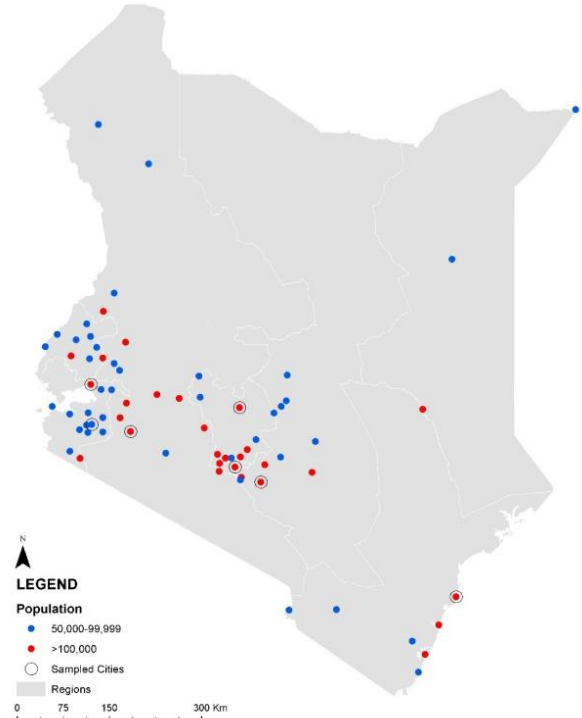 N
LEGEND
Population
50,000-99,999
>100,000
Sampled Cities
Regions
0 75 150 300 Km